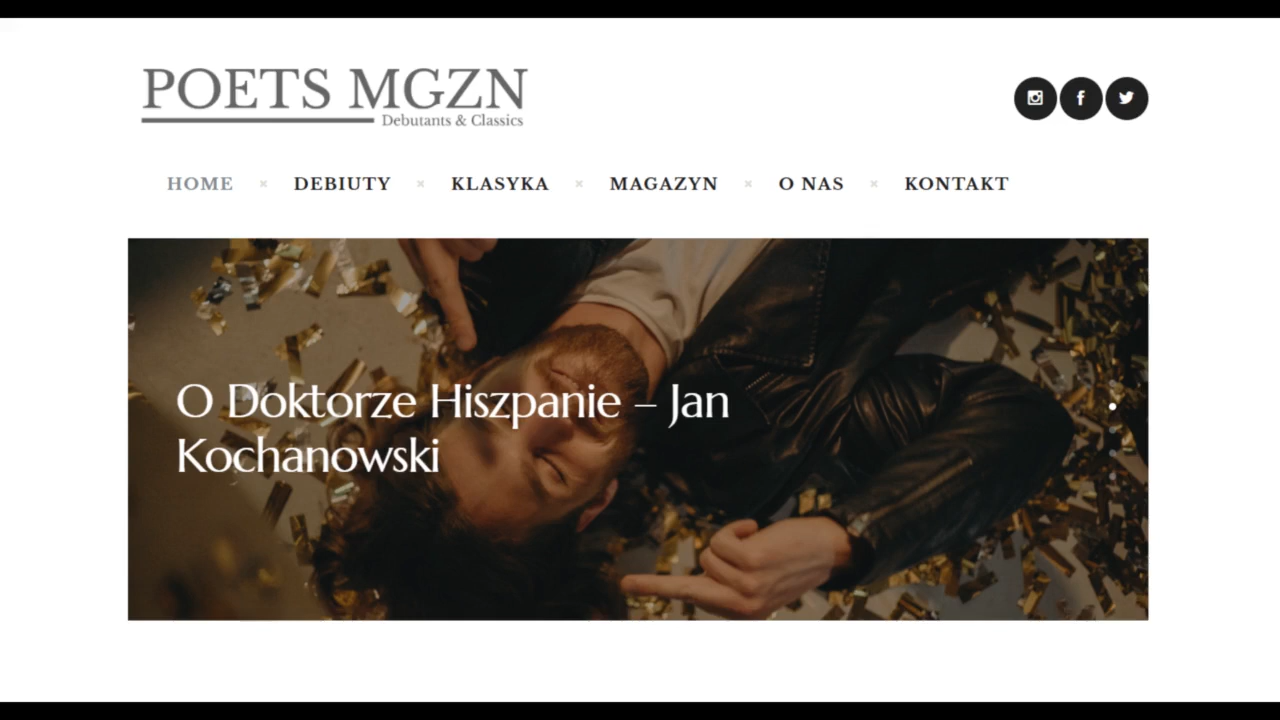 POETS MGZN
Debutants & Classics
HOME × DEBIUTY × KLASYKA × MAGAZYN × O NAS × KONTAKT
O Doktorze Hiszpanie – Jan
Kochanowski